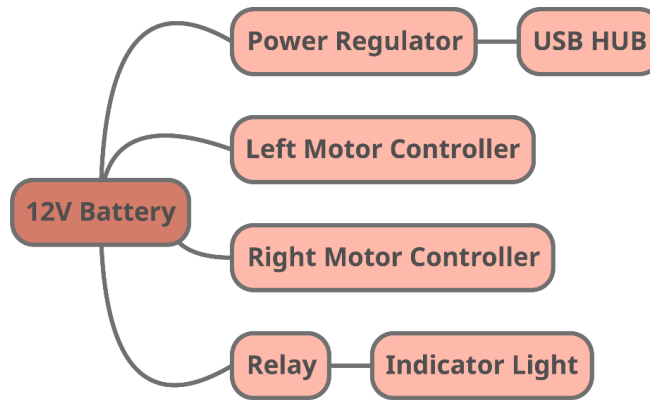 Power Regulator
USB HUB
Left Motor Controller
12V Battery
Right Motor Controller
Relay
Indicator Light